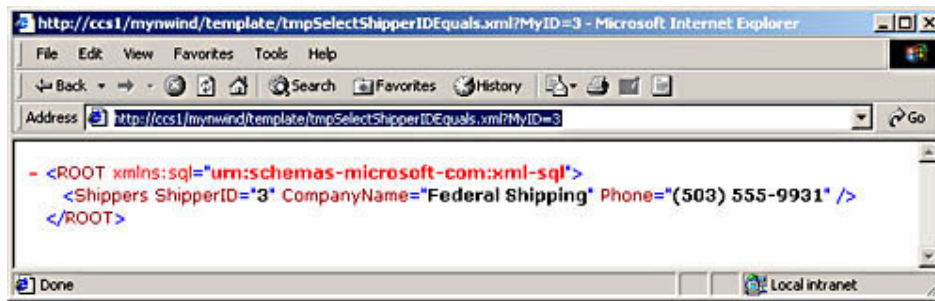 http://ccs1/mynwind/template/tmpSelectShipperIDEquals.xml?MyID=3 - Microsoft Internet Explorer
File Edit View Favorites Tools Help
Back Search Favorites History
Address http://ccs1/mynwind/template/tmpSelectShipperIDEquals.xml?MyID=3 Go
- <ROOT xmlns:sql="urn:schemas-microsoft-com:xml-sql">
<Shippers ShipperID="3" CompanyName="Federal Shipping" Phone="(503) 555-9931" />
</ROOT>
Done Local intranet